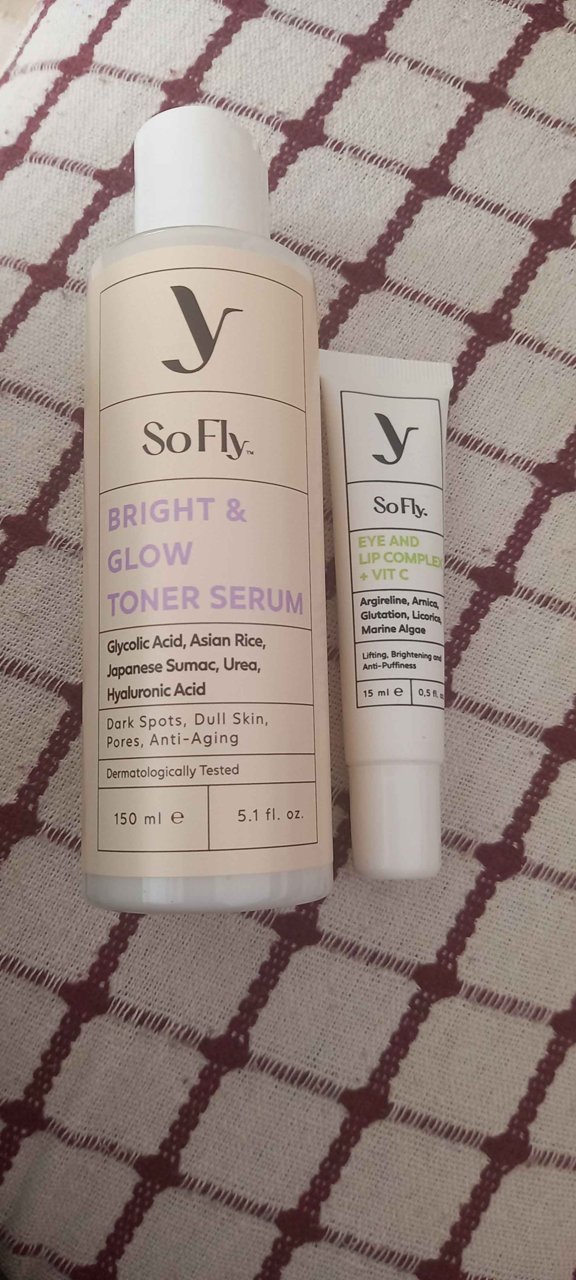 y
SoFly™
BRIGHT &
GLOW
TONER SERUM
Glycolic Acid, Asian Rice,
Japanese Sumac, Urea,
Hyaluronic Acid
Dark Spots, Dull Skin,
Pores, Anti-Aging
Dermatologically Tested
150 ml e
5.1 fl. oz.
y
SoFly.
EYE AND
LIP COMPLEX
+ VIT C
Argireline, Arnica,
Glutation, Licorice,
Marine Algae
Lifting, Brightening and
Anti-Puffiness
15 ml e
0,5 fl.